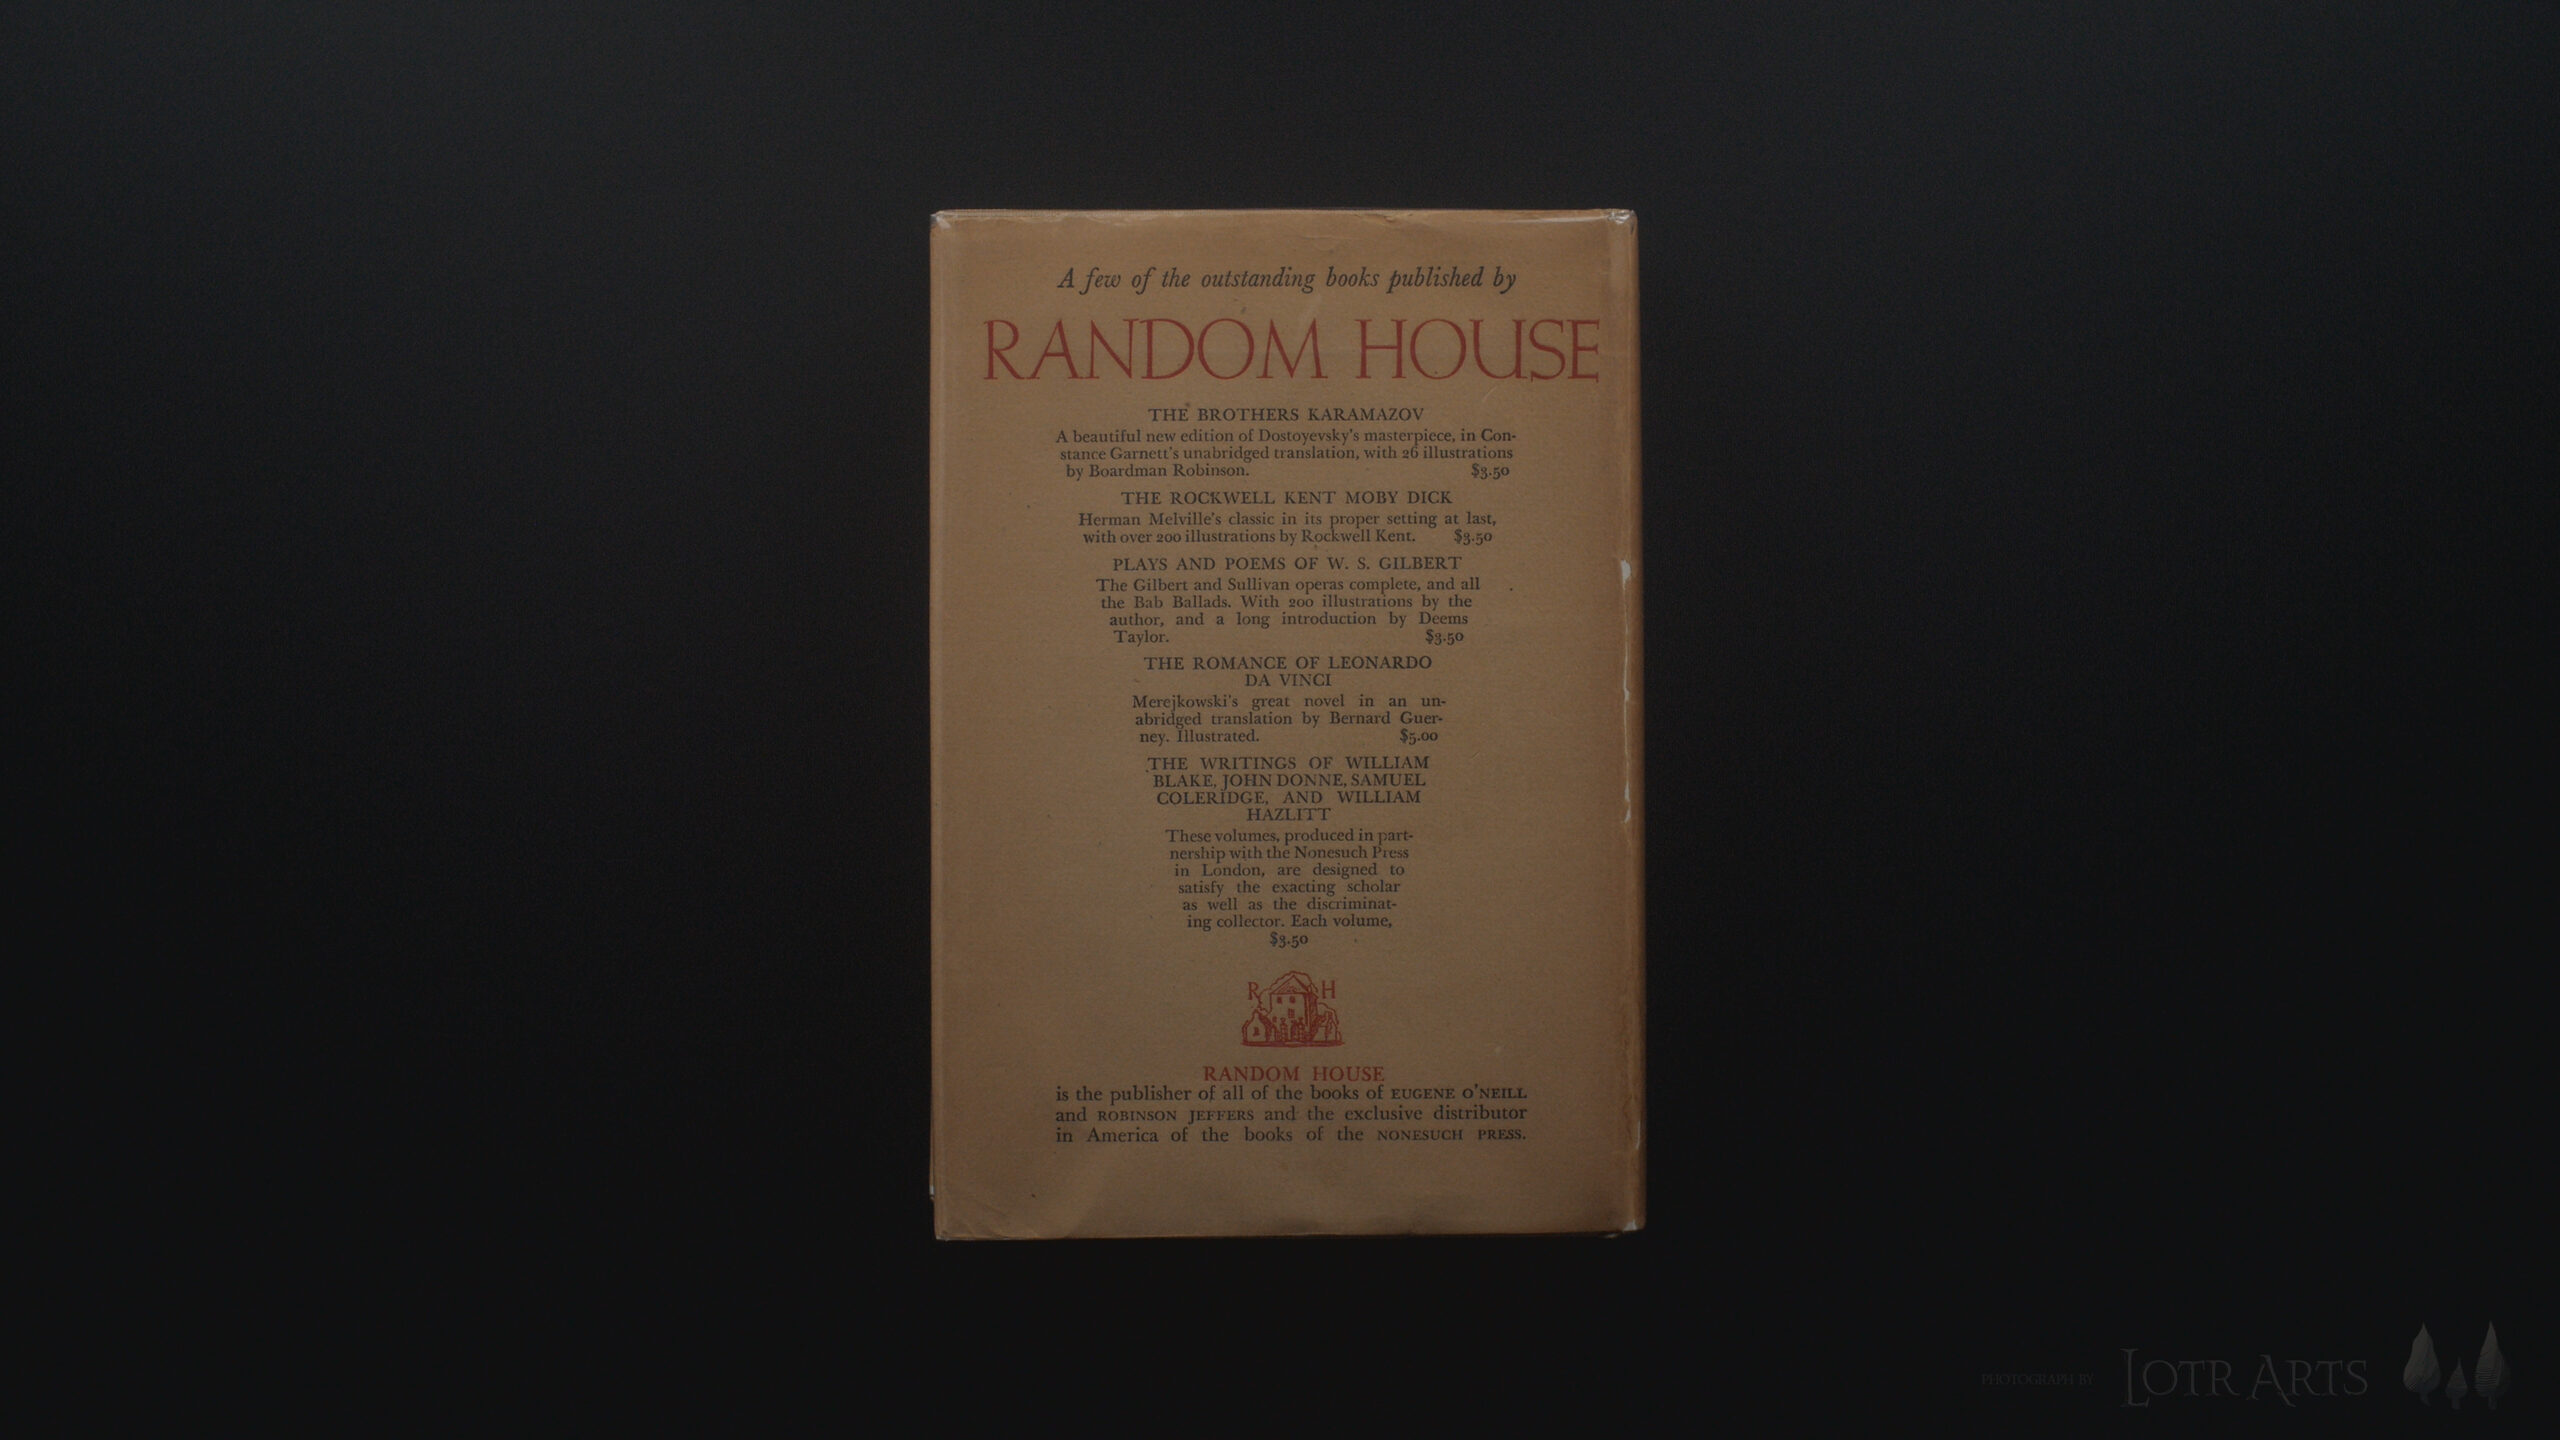 A few of the outstanding books published by
RANDOM HOUSE
THE BROTHERS KARAMAZOV
A beautiful new edition of Dostoyevsky's masterpiece, in Con-
stance Garnett's unabridged translation, with 26 illustrations
by Boardman Robinson. $3.50
THE ROCKWELL KENT MOBY DICK
Herman Melville's classic in its proper setting at last,
with over 200 illustrations by Rockwell Kent. $3.50
PLAYS AND POEMS OF W. S. GILBERT
The Gilbert and Sullivan operas complete, and all
the Bab Ballads. With 200 illustrations by the
author, and a long introduction by Deems
Taylor. $3.50
THE ROMANCE OF LEONARDO
DA VINCI
Merejkowski's great novel in an un-
abridged translation by Bernard Guer-
ney. Illustrated. $5.00
THE WRITINGS OF WILLIAM
BLAKE, JOHN DONNE, SAMUEL
COLERIDGE, AND WILLIAM
HAZLITT
These volumes, produced in part-
nership with the Nonesuch Press
in London, are designed to
satisfy the exacting scholar
as well as the discriminat-
ing collector. Each volume,
$3.50
R H
RANDOM HOUSE
is the publisher of all of the books of EUGENE O'NEILL
and ROBINSON JEFFERS and the exclusive distributor
in America of the books of the NONESUCH PRESS.
PHOTOGRAPH BY LOTR ARTS